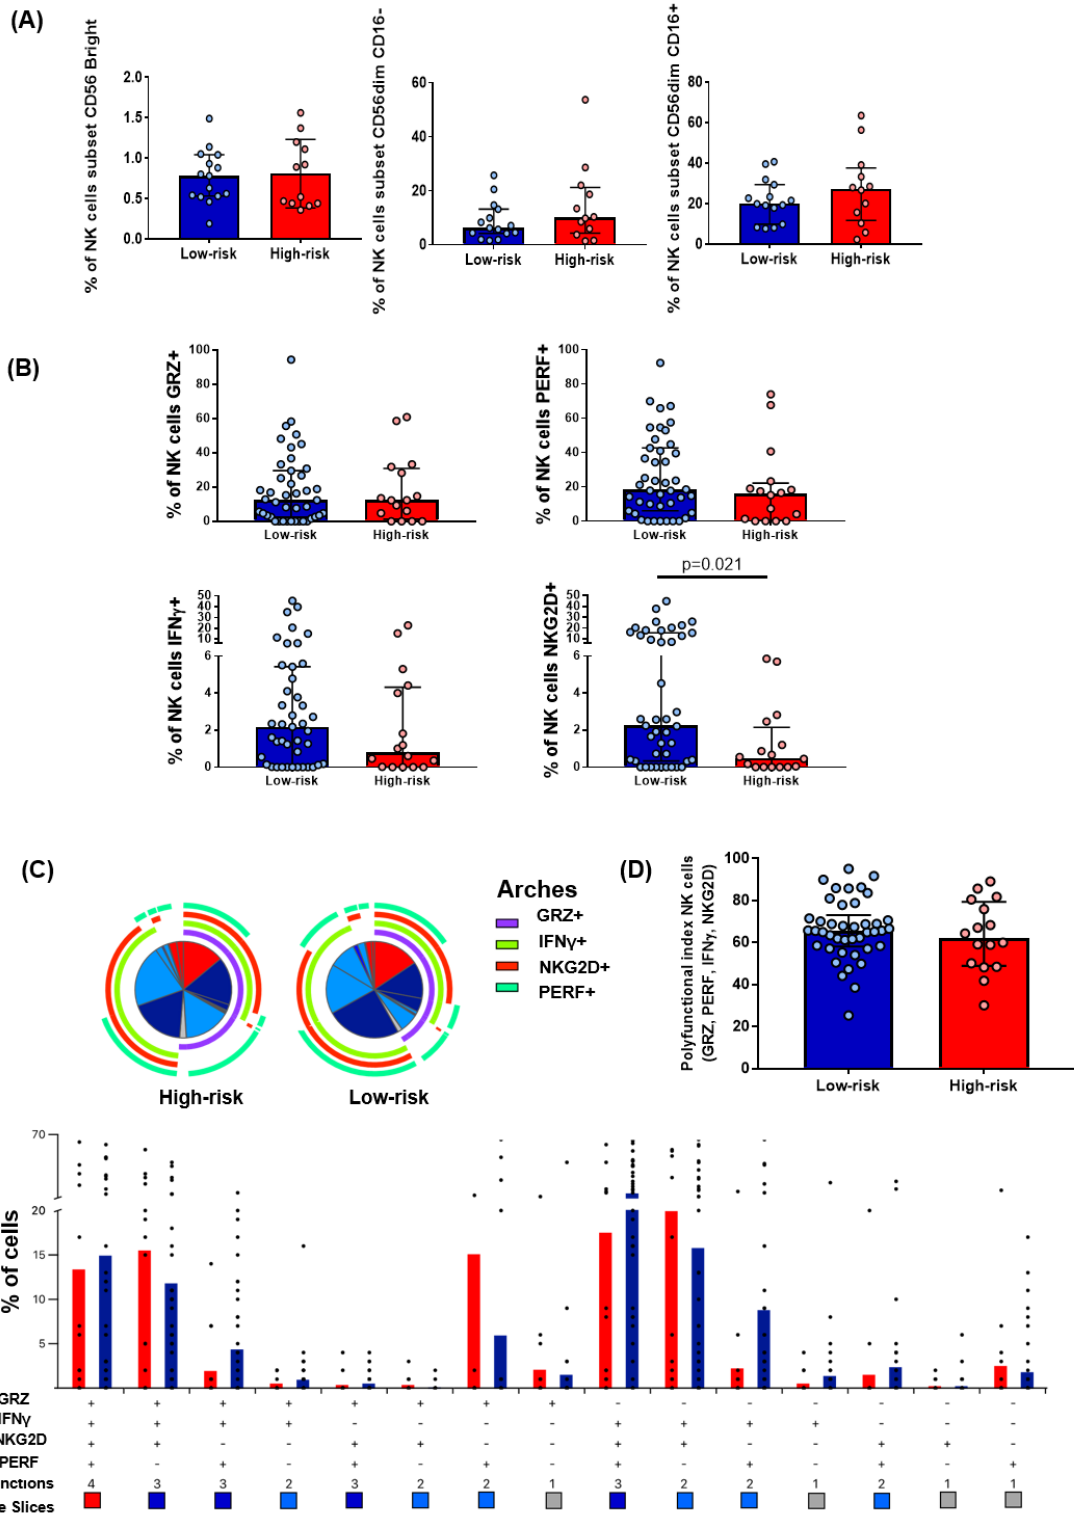 (A)
% of NK cells subset CD56 Bright
2.0
1.5
1.0
0.5
0.0
Low-risk
High-risk
% of NK cells subset CD56dim CD16-
60
40
20
0
Low-risk
High-risk
% of NK cells subset CD56dim CD16+
80
60
40
20
0
Low-risk
High-risk
(B)
% of NK cells GRZ+
100
80
60
40
20
0
Low-risk
High-risk
% of NK cells PERF+
100
80
60
40
20
0
Low-risk
High-risk
% of NK cells IFNγ+
50
40
30
20
10
6
4
2
0
Low-risk
High-risk
p=0.021
% of NK cells NKG2D+
50
40
30
20
10
6
4
2
0
Low-risk
High-risk
(C)
High-risk
Low-risk
Arches
GRZ+
IFNγ+
NKG2D+
PERF+
(D)
Polyfunctional index NK cells
(GRZ, PERF, IFNγ, NKG2D)
100
80
60
40
20
0
Low-risk
High-risk
% of cells
70
20
15
10
5
GRZ + + + + + + + + - - - - - - -
IFNγ + + + + - - - - + + + + - - -
NKG2D + + - - + + - - + + - - + + -
PERF + - + - + - + - + - + - + - +
nctions 4 3 3 2 3 2 2 1 3 2 2 1 2 1 1
e Slices